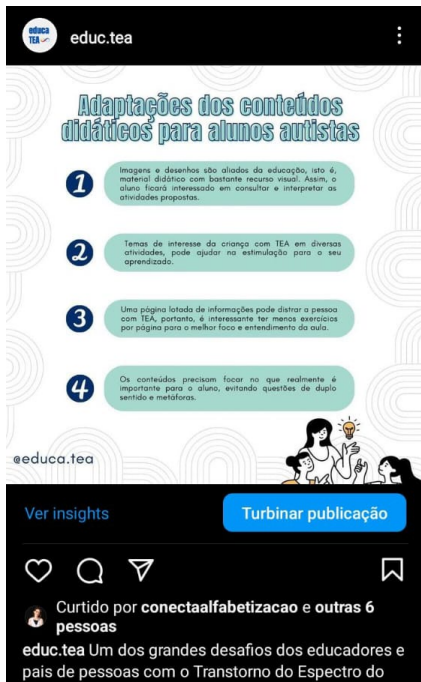 educa
TEA
educ.tea
Adaptações dos conteúdos
didáticos para alunos autistas
1
Imagens e desenhos são aliados da educação, isto é,
material didático com bastante recurso visual. Assim, o
aluno ficará interessado em consultar e interpretar as
atividades propostas.
2
Temas de interesse da criança com TEA em diversas
atividades, pode ajudar na estimulação para o seu
aprendizado.
3
Uma página lotada de informações pode distrar a pessoa
com TEA, portanto, é interessante ter menos exercícios
por página para o melhor foco e entendimento da aula.
4
Os conteúdos precisam focar no que realmente é
importante para o aluno, evitando questões de duplo
sentido e metáforas.
@educa.tea
Ver insights
Turbinar publicação
Curtido por conectaalfabetizacao e outras 6
pessoas
educ.tea Um dos grandes desafios dos educadores e
pais de pessoas com o Transtorno do Espectro do